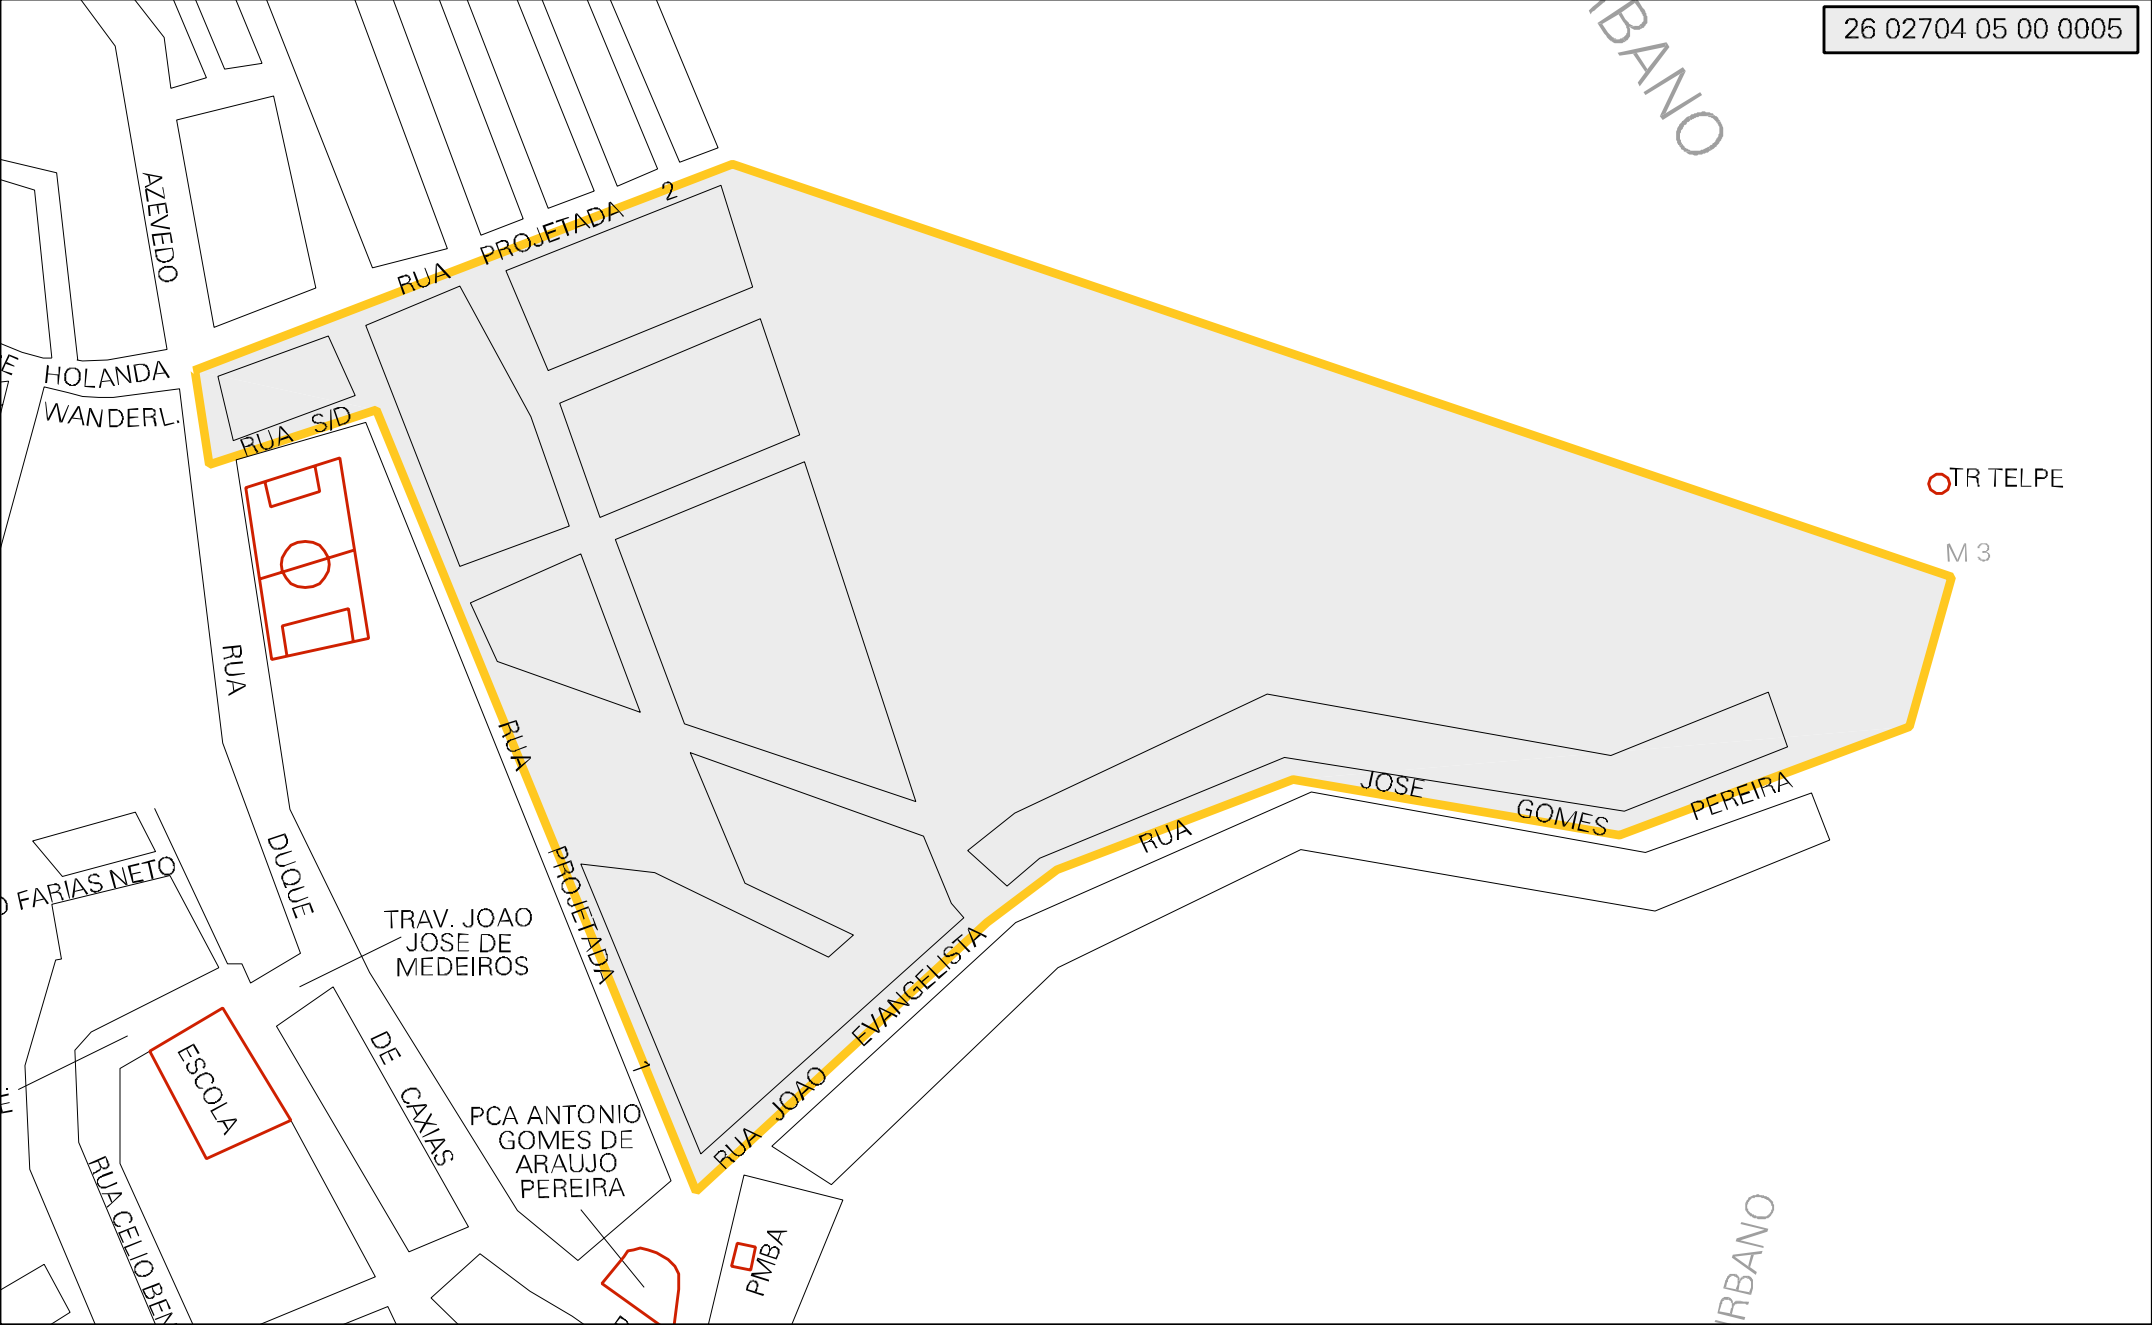 26 02704 05 00 0005
AZEVEDO
RUA PROJETADA 2
HOLANDA
WANDERL.
RUA S/D
TR TELPE
M 3
RUA DUQUE DE CAXIAS
RUA PROJETADA 1
RUA JOSE GOMES PEREIRA
FARIAS NETO
TRAV. JOAO
JOSE DE
MEDEIROS
RUA JOAO EVANGELISTA
ESCOLA
PCA ANTONIO
GOMES DE
ARAUJO
PEREIRA
RUA CELIO BEN
PMBA
BANO
RBANO